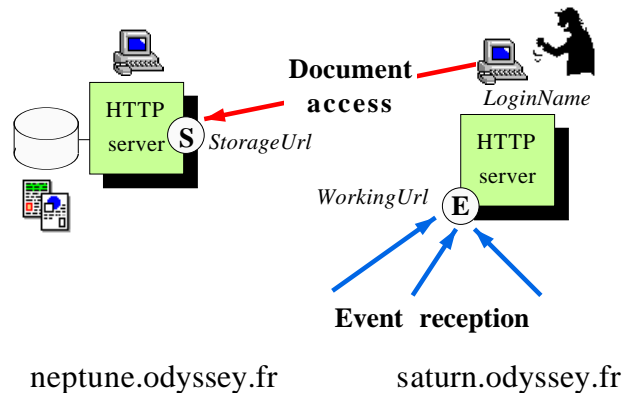 Document
access
LoginName
HTTP
server
S
StorageUrl
HTTP
server
WorkingUrl
E
Event reception
neptune.odyssey.fr
saturn.odyssey.fr